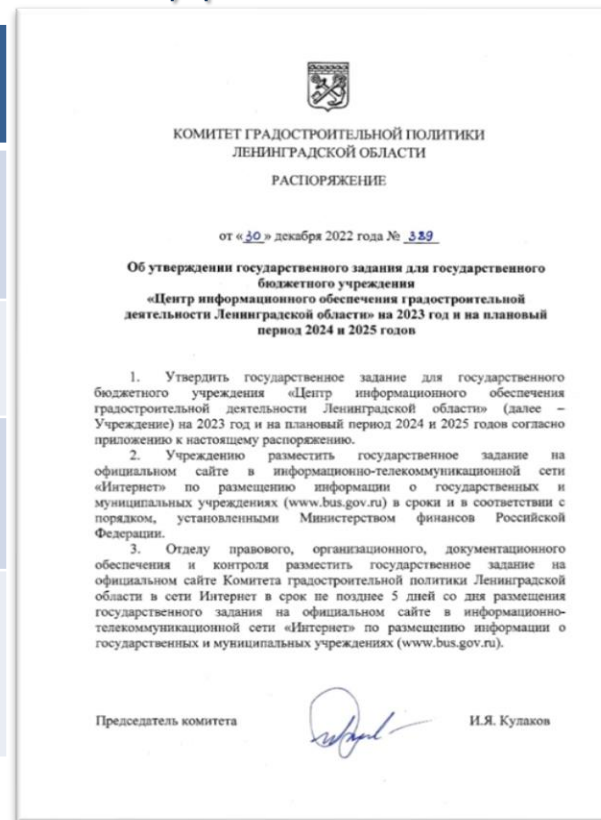 КОМИТЕТ ГРАДОСТРОИТЕЛЬНОЙ ПОЛИТИКИ
ЛЕНИНГРАДСКОЙ ОБЛАСТИ
РАСПОРЯЖЕНИЕ
от «30» декабря 2022 года № 389
Об утверждении государственного задания для государственного
бюджетного учреждения
«Центр информационного обеспечения градостроительной
деятельности Ленинградской области» на 2023 год и на плановый
период 2024 и 2025 годов
1. Утвердить государственное задание для государственного
бюджетного учреждения «Центр информационного обеспечения
градостроительной деятельности Ленинградской области» (далее –
Учреждение) на 2023 год и на плановый период 2024 и 2025 годов согласно
приложению к настоящему распоряжению.
2. Учреждению разместить государственное задание на
официальном сайте в информационно-телекоммуникационной сети
«Интернет» по размещению информации о государственных и
муниципальных учреждениях (www.bus.gov.ru) в сроки и в соответствии с
порядком, установленными Министерством финансов Российской
Федерации.
3. Отделу правового, организационного, документационного
обеспечения и контроля разместить государственное задание на
официальном сайте Комитета градостроительной политики Ленинградской
области в сети Интернет в срок не позднее 5 дней со дня размещения
государственного задания на официальном сайте в информационно-
телекоммуникационной сети «Интернет» по размещению информации о
государственных и муниципальных учреждениях (www.bus.gov.ru).
Председатель комитета И.Я. Кулаков